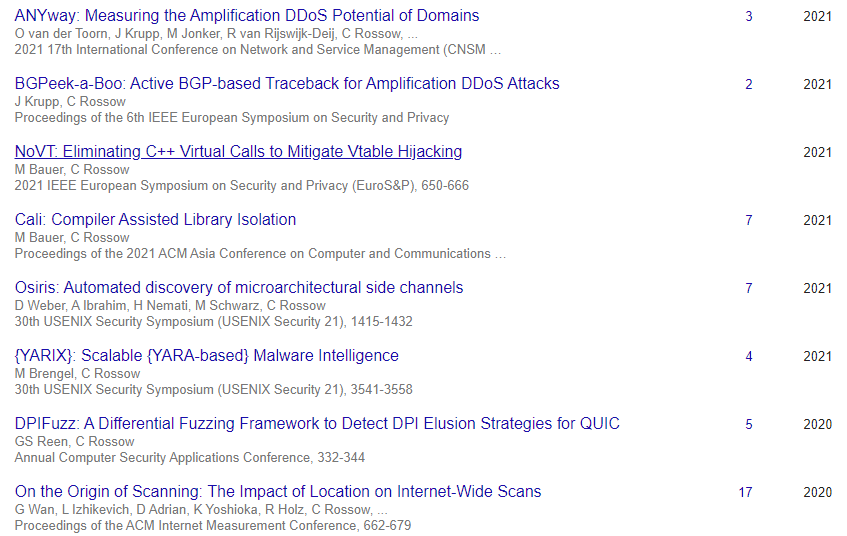 ANYway: Measuring the Amplification DDoS Potential of Domains 3 2021
O van der Toorn, J Krupp, M Jonker, R van Rijswijk-Deij, C Rossow, ...
2021 17th International Conference on Network and Service Management (CNSM …
BGPeek-a-Boo: Active BGP-based Traceback for Amplification DDoS Attacks 2 2021
J Krupp, C Rossow
Proceedings of the 6th IEEE European Symposium on Security and Privacy
NoVT: Eliminating C++ Virtual Calls to Mitigate Vtable Hijacking 2021
M Bauer, C Rossow
2021 IEEE European Symposium on Security and Privacy (EuroS&P), 650-666
Cali: Compiler Assisted Library Isolation 7 2021
M Bauer, C Rossow
Proceedings of the 2021 ACM Asia Conference on Computer and Communications …
Osiris: Automated discovery of microarchitectural side channels 7 2021
D Weber, A Ibrahim, H Nemati, M Schwarz, C Rossow
30th USENIX Security Symposium (USENIX Security 21), 1415-1432
{YARIX}: Scalable {YARA-based} Malware Intelligence 4 2021
M Brengel, C Rossow
30th USENIX Security Symposium (USENIX Security 21), 3541-3558
DPIFuzz: A Differential Fuzzing Framework to Detect DPI Elusion Strategies for QUIC 5 2020
GS Reen, C Rossow
Annual Computer Security Applications Conference, 332-344
On the Origin of Scanning: The Impact of Location on Internet-Wide Scans 17 2020
G Wan, L Izhikevich, D Adrian, K Yoshioka, R Holz, C Rossow, ...
Proceedings of the ACM Internet Measurement Conference, 662-679